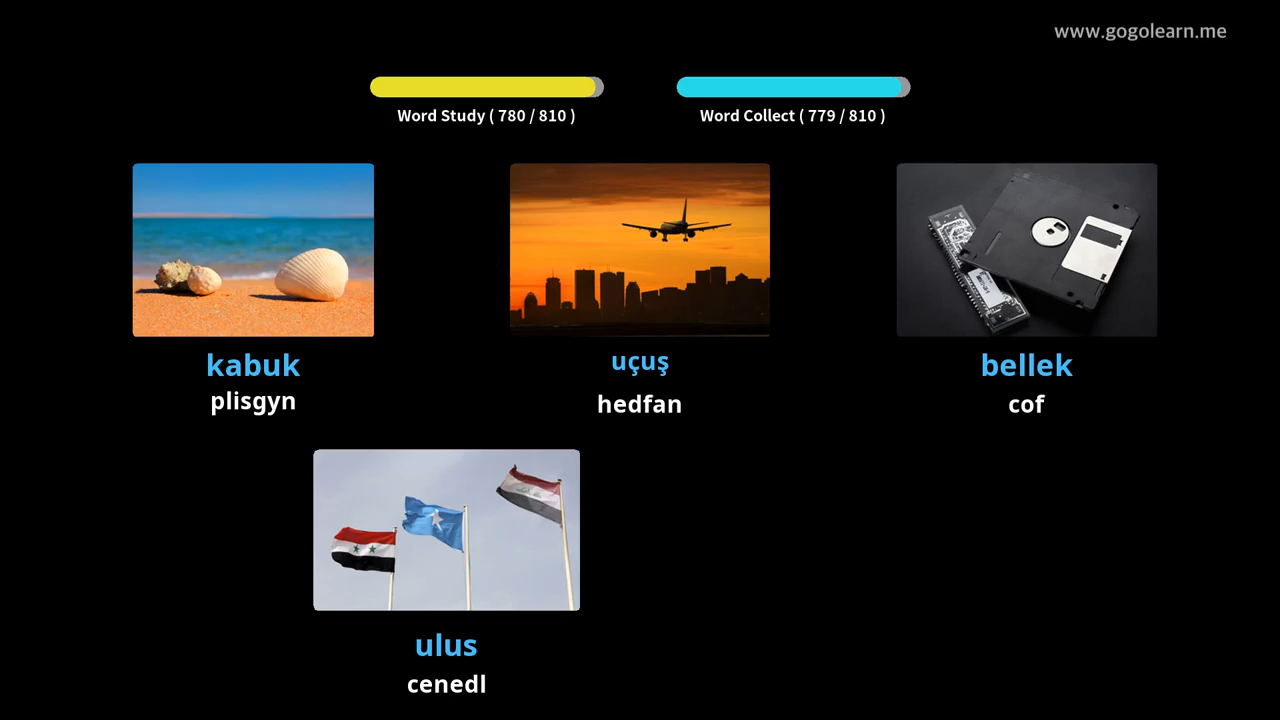 www.gogolearn.me
Word Study ( 780 / 810 )
Word Collect ( 779 / 810 )
kabuk
plisgyn
uçuş
hedfan
bellek
cof
ulus
cenedl